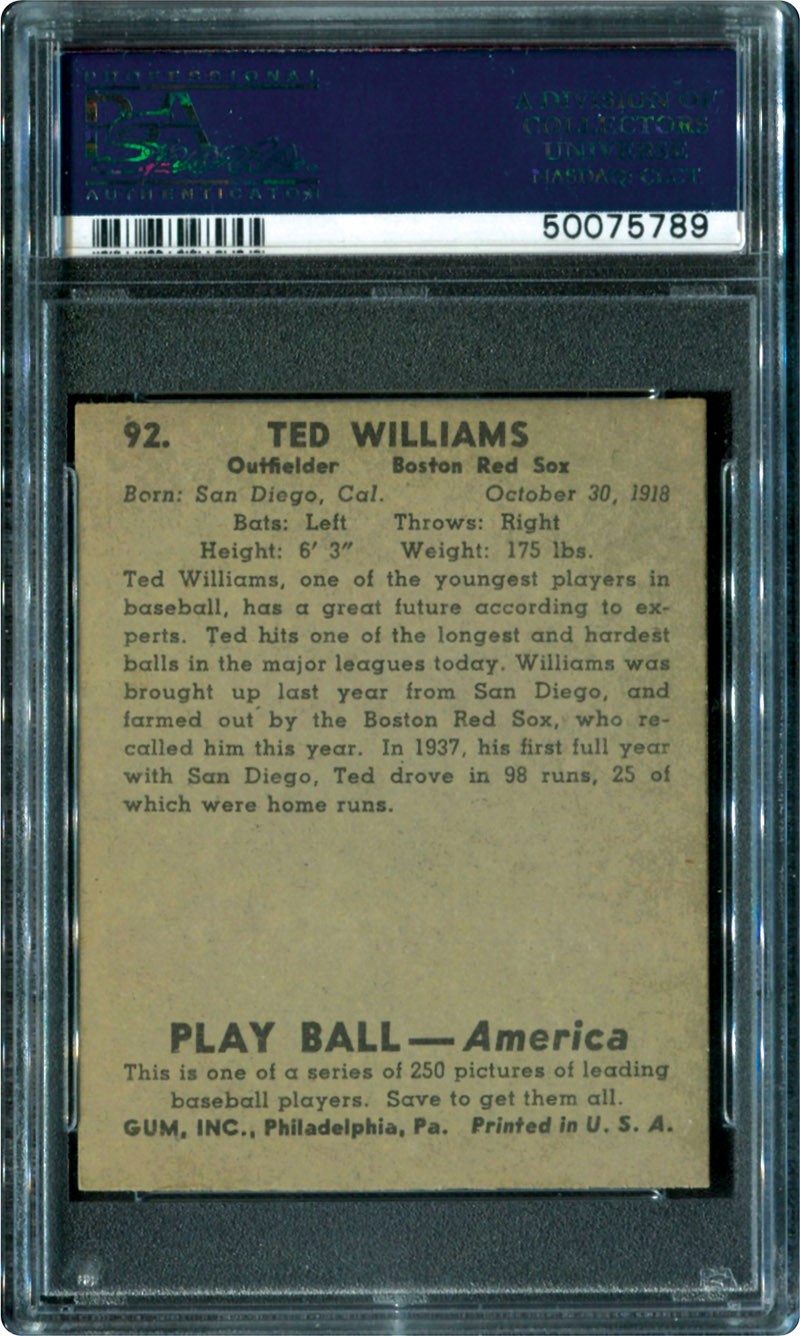 PROFESSIONAL
PSA
AUTHENTICATOR
A DIVISION OF
COLLECTORS
UNIVERSE
NASDAQ: CLCT
50075789
92. TED WILLIAMS
Outfielder Boston Red Sox
Born: San Diego, Cal. October 30, 1918
Bats: Left Throws: Right
Height: 6' 3" Weight: 175 lbs.
Ted Williams, one of the youngest players in
baseball, has a great future according to ex-
perts. Ted hits one of the longest and hardest
balls in the major leagues today. Williams was
brought up last year from San Diego, and
farmed out by the Boston Red Sox, who re-
called him this year. In 1937, his first full year
with San Diego, Ted drove in 98 runs, 25 of
which were home runs.
PLAY BALL—America
This is one of a series of 250 pictures of leading
baseball players. Save to get them all.
GUM, INC., Philadelphia, Pa. Printed in U. S. A.